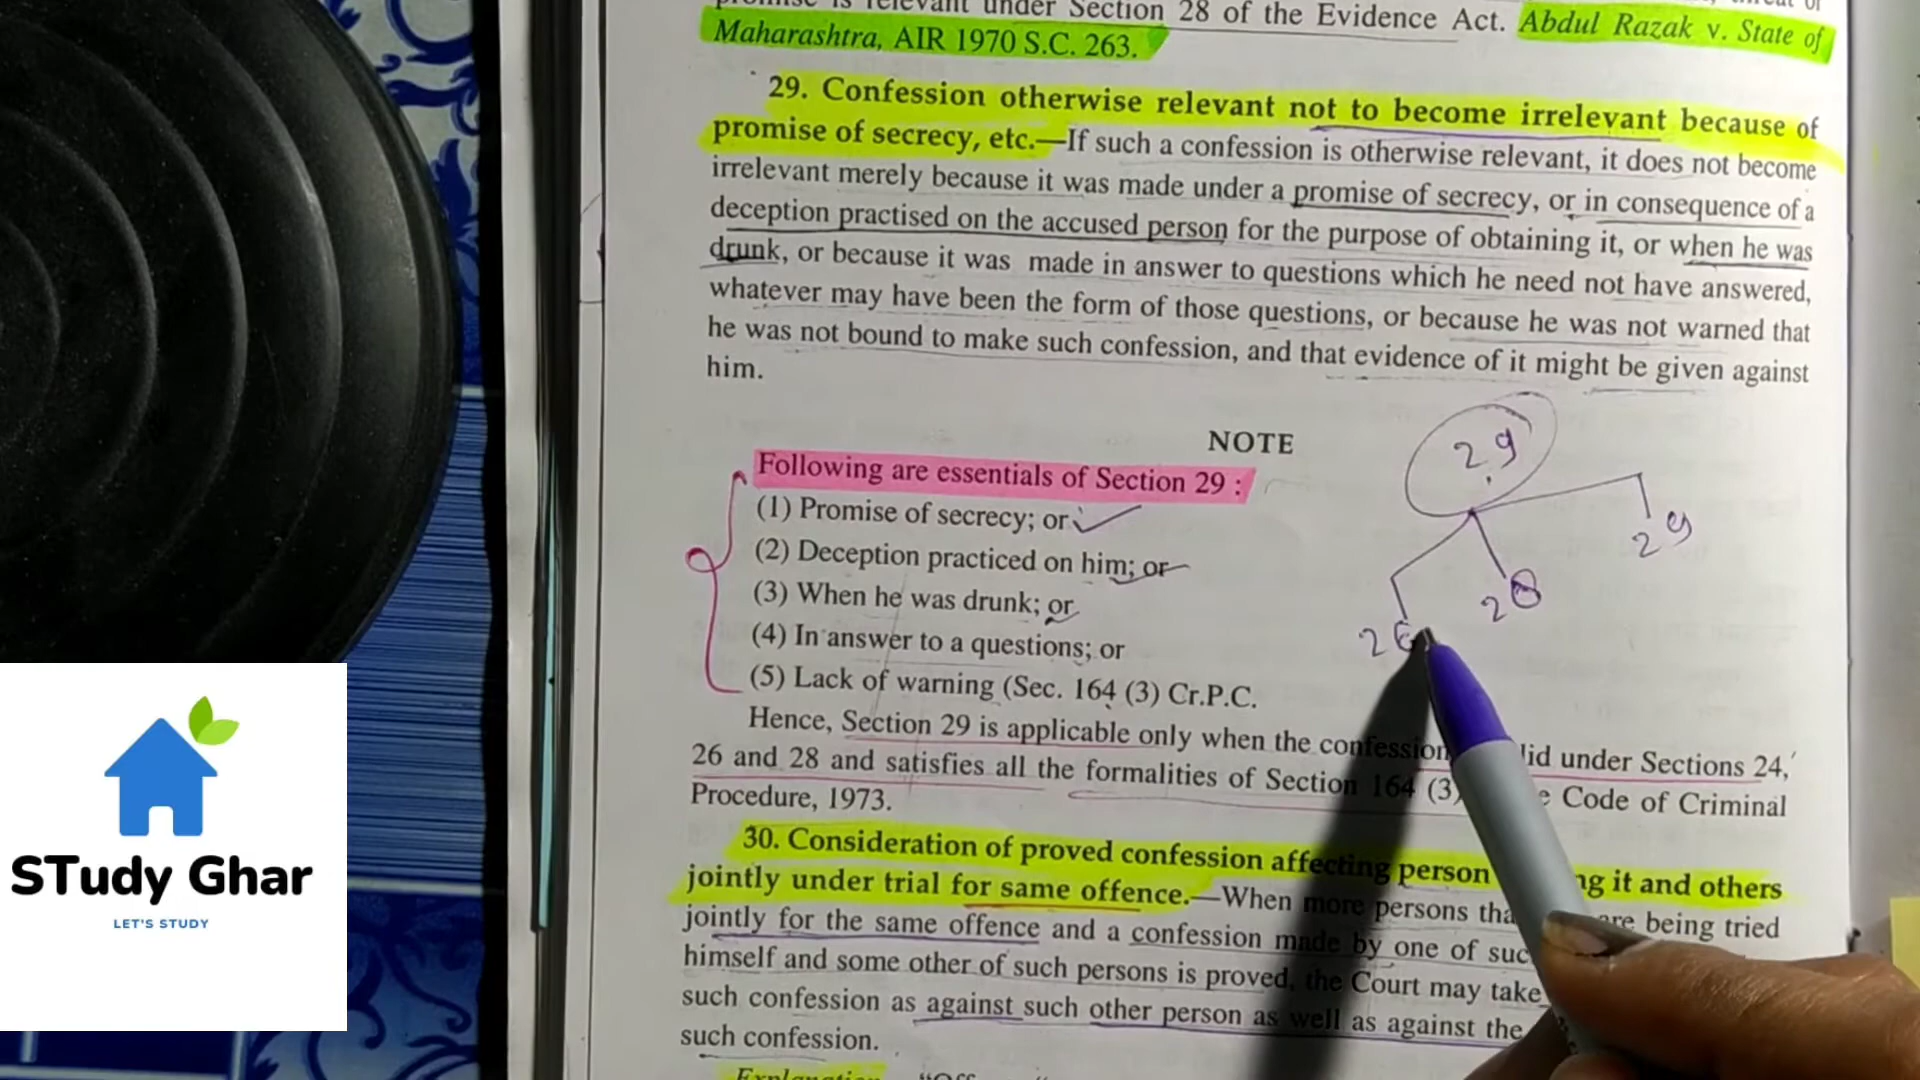 promise is relevant under Section 28 of the Evidence Act. Abdul Razak v. State of
Maharashtra, AIR 1970 S.C. 263.
29. Confession otherwise relevant not to become irrelevant because of
promise of secrecy, etc.—If such a confession is otherwise relevant, it does not become
irrelevant merely because it was made under a promise of secrecy, or in consequence of a
deception practised on the accused person for the purpose of obtaining it, or when he was
drunk, or because it was made in answer to questions which he need not have answered,
whatever may have been the form of those questions, or because he was not warned that
he was not bound to make such confession, and that evidence of it might be given against
him.
NOTE
29
Following are essentials of Section 29 :
(1) Promise of secrecy; or
(2) Deception practiced on him; or
(3) When he was drunk; or
(4) In answer to a questions; or
(5) Lack of warning (Sec. 164 (3) Cr.P.C.
29
28
26
Hence, Section 29 is applicable only when the confession lid under Sections 24,
26 and 28 and satisfies all the formalities of Section 164 (3) Code of Criminal
Procedure, 1973.
30. Consideration of proved confession affecting person it and others
jointly under trial for same offence.—When more persons are being tried
jointly for the same offence and a confession made by one of
himself and some other of such persons is proved, the Court may take
such confession as against such other person as well as against the
such confession.
Explanation
STudy Ghar
LET'S STUDY